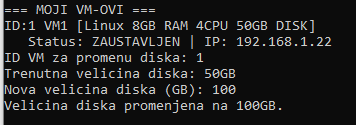 === MOJI VM-OVI ===
ID:1 VM1 [Linux 8GB RAM 4CPU 50GB DISK]
   Status: ZAUSTAVLJEN | IP: 192.168.1.22
ID VM za promenu diska: 1
Trenutna velicina diska: 50GB
Nova velicina diska (GB): 100
Velicina diska promenjena na 100GB.